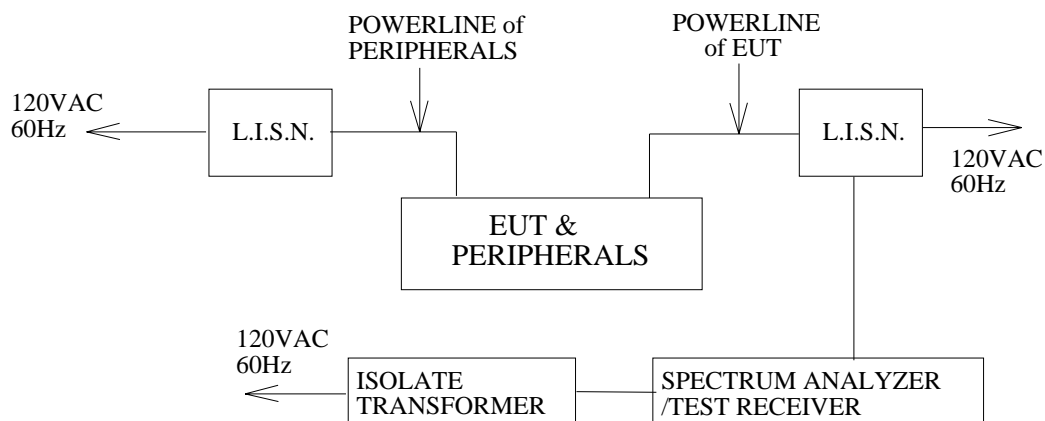 POWERLINE of
PERIPHERALS
POWERLINE
of EUT
120VAC
60Hz
L.I.S.N.
L.I.S.N.
120VAC
60Hz
EUT &
PERIPHERALS
120VAC
60Hz
ISOLATE
TRANSFORMER
SPECTRUM ANALYZER
/TEST RECEIVER